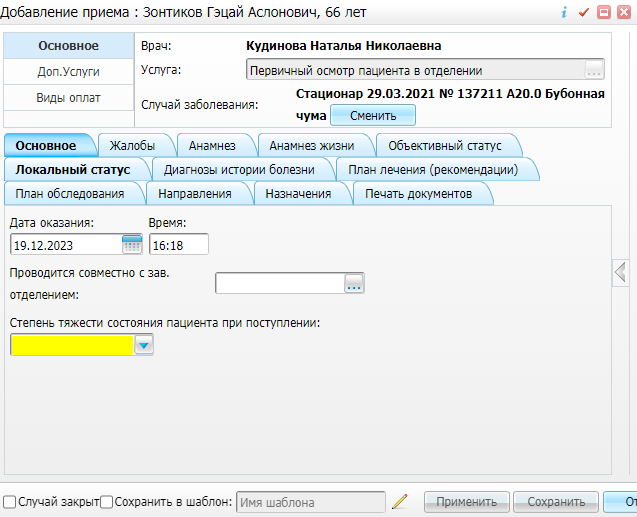 Добавление приема : Зонтиков Гэцай Аслонович, 66 лет
Основное
Доп.Услуги
Виды оплат
Врач: Кудинова Наталья Николаевна
Услуга: Первичный осмотр пациента в отделении ...
Случай заболевания: Стационар 29.03.2021 № 137211 A20.0 Бубонная
чума Сменить
Основное Жалобы Анамнез Анамнез жизни Объективный статус
Локальный статус Диагнозы истории болезни План лечения (рекомендации)
План обследования Направления Назначения Печать документов
Дата оказания: Время:
19.12.2023 16:18
Проводится совместно с зав.
отделением: ...
Степень тяжести состояния пациента при поступлении:
Случай закрыт Сохранить в шаблон: Имя шаблона Применить Сохранить От